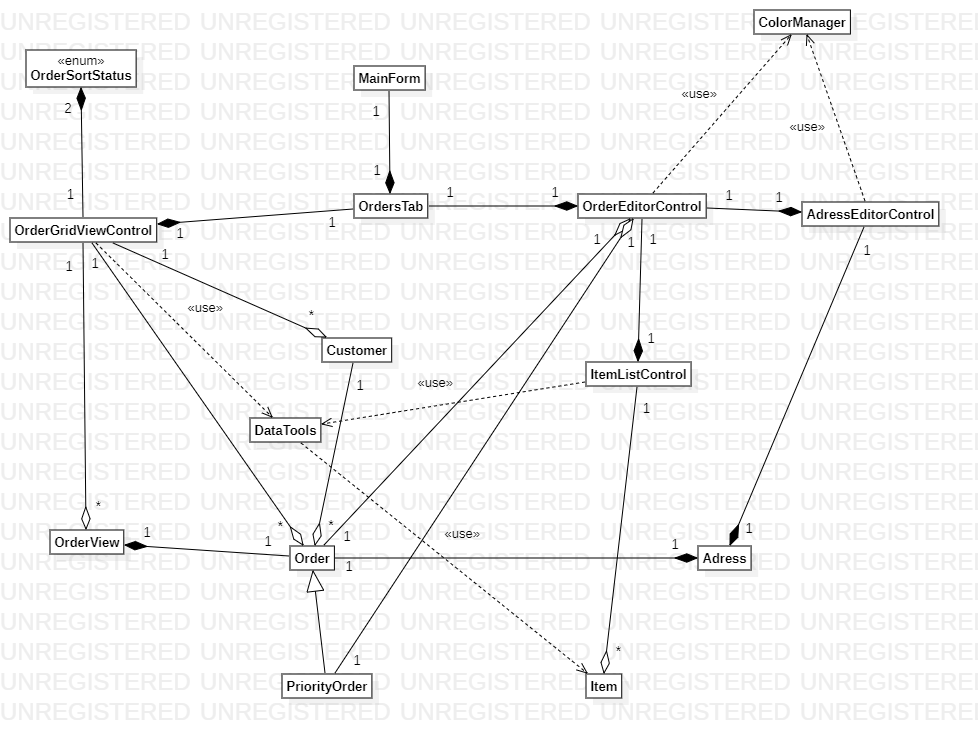 ColorManager
«enum»
OrderSortStatus
MainForm
«use»
2
1
«use»
1
1
1
1
1
1
1
OrdersTab
OrderEditorControl
AdressEditorControl
OrderGridViewControl
1
1
1
1
1
1
1
1
1
«use»
*
Customer
1
ItemListControl
1
«use»
1
DataTools
*
*
*
1
«use»
1
1
1
1
OrderView
Order
Adress
1
*
1
PriorityOrder
Item
UNREGISTERED